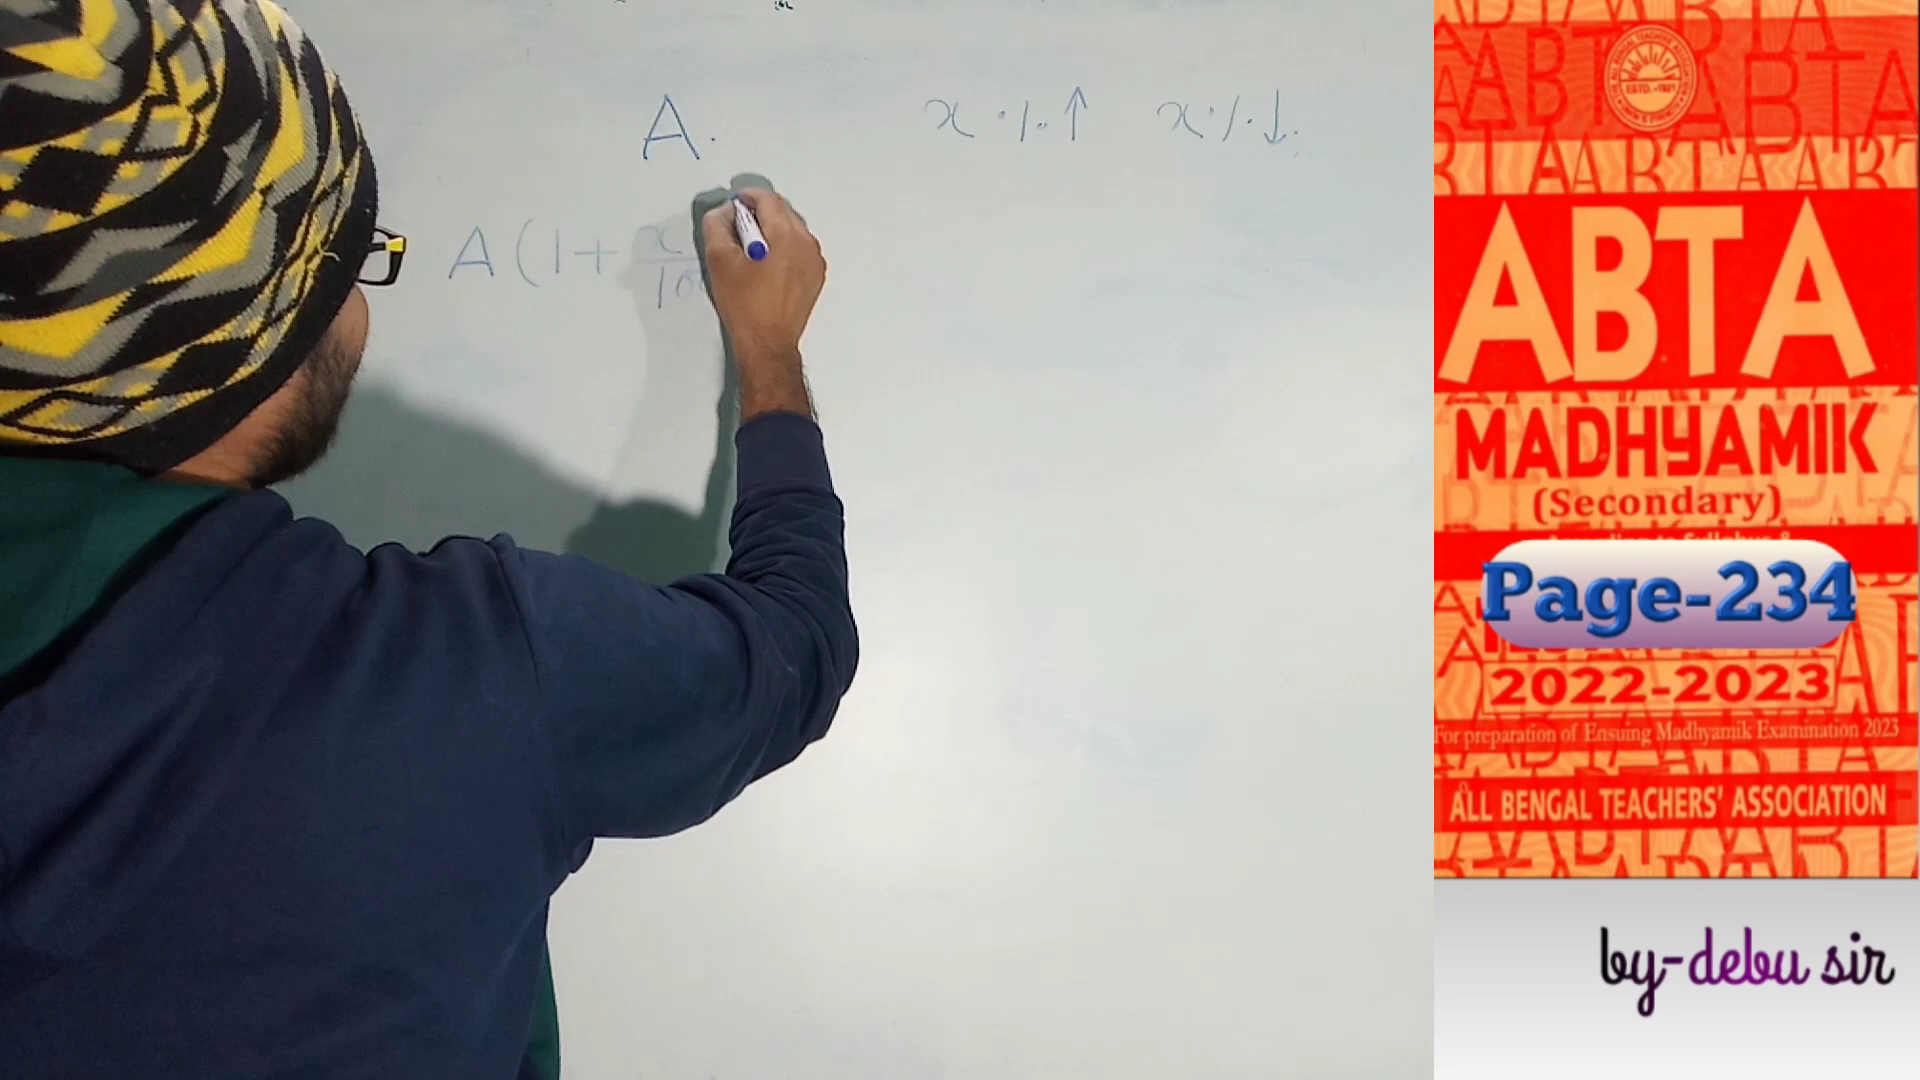 A. x % ↑ x % ↓.
A (1 + x/10
ABTA
MADHYAMIK
(Secondary)
Page-234
2022-2023
For preparation of Ensuing Madhyamik Examination 2023
ALL BENGAL TEACHERS' ASSOCIATION
by-debu sir